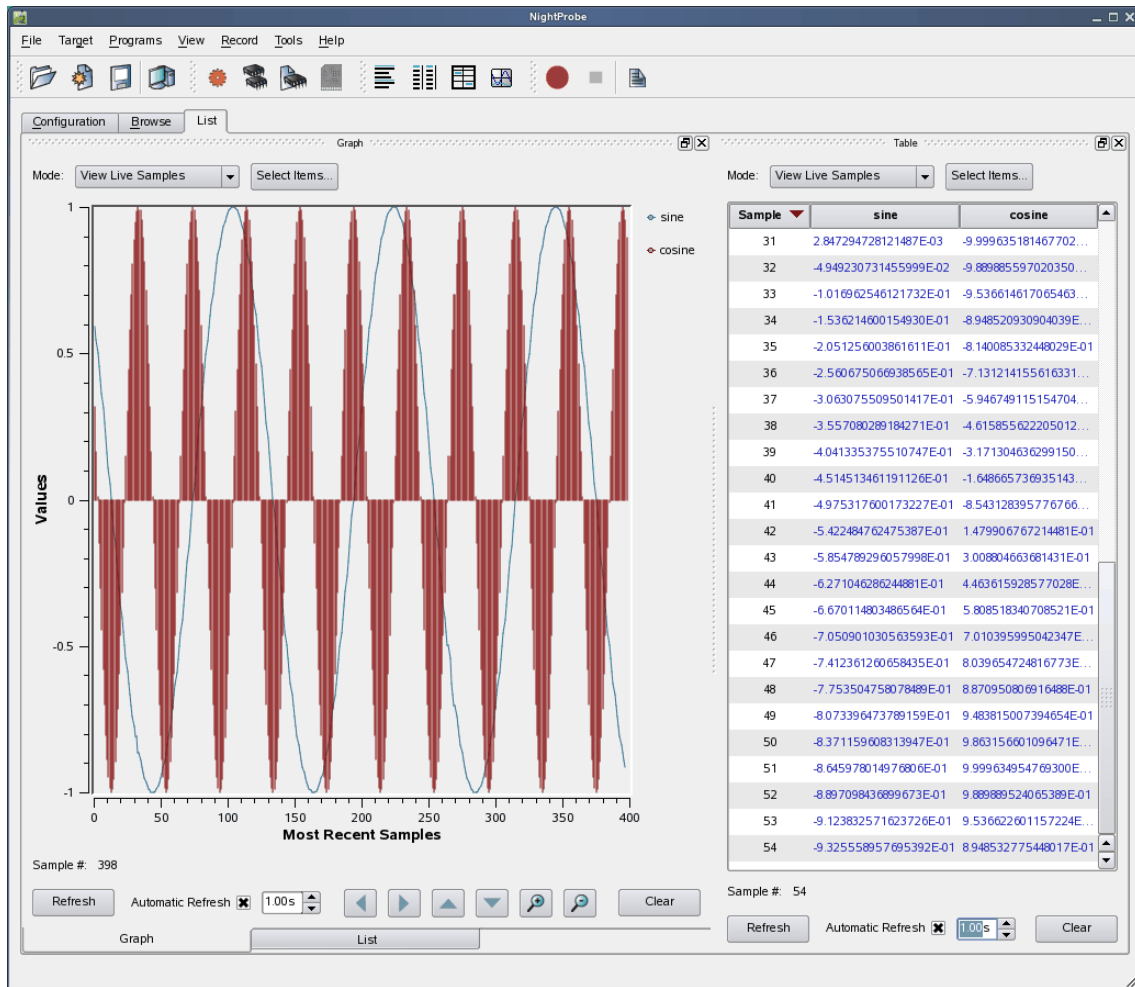 NightProbe
File Target Programs View Record Tools Help
Configuration Browse List
Graph
Mode: View Live Samples Select Items...
1
0.5
0
-0.5
-1
Values
0 50 100 150 200 250 300 350 400
Most Recent Samples
sine
cosine
Sample #: 398
Refresh Automatic Refresh 1.00s Clear
Graph List
Table
Mode: View Live Samples Select Items...
Sample sine cosine
31 2.847294728121487E-03 -9.999635181467702...
32 -4.949230731455999E-02 -9.889885597020350...
33 -1.016962546121732E-01 -9.536614617065463...
34 -1.536214600154930E-01 -8.948520930904039E...
35 -2.051256003861611E-01 -8.140085332448029E-01
36 -2.560675066938565E-01 -7.131214155616331...
37 -3.063075509501417E-01 -5.946749115154704...
38 -3.557080289184271E-01 -4.615855622205012...
39 -4.041335375510747E-01 -3.171304636299150...
40 -4.514513461191126E-01 -1.648665736935143...
41 -4.975317600173227E-01 -8.543128395776766...
42 -5.422484762475387E-01 1.479906767214481E-01
43 -5.854789296057998E-01 3.008804663681431E-01
44 -6.271046286244881E-01 4.463615928577028E...
45 -6.670114803486564E-01 5.808518340708521E-01
46 -7.050901030563593E-01 7.010395995042347E...
47 -7.412361260658435E-01 8.039654724816773E...
48 -7.753504758078489E-01 8.870950806916488E-01
49 -8.073396473789159E-01 9.483815007394654E-01
50 -8.371159608313947E-01 9.863156601096471E...
51 -8.645978014976806E-01 9.999634954769300E...
52 -8.897098436899673E-01 9.889889524065389E-01
53 -9.123832571623726E-01 9.536622601157224E...
54 -9.325558957695392E-01 8.948532775448017E-01
Sample #: 54
Refresh Automatic Refresh 1.00s Clear